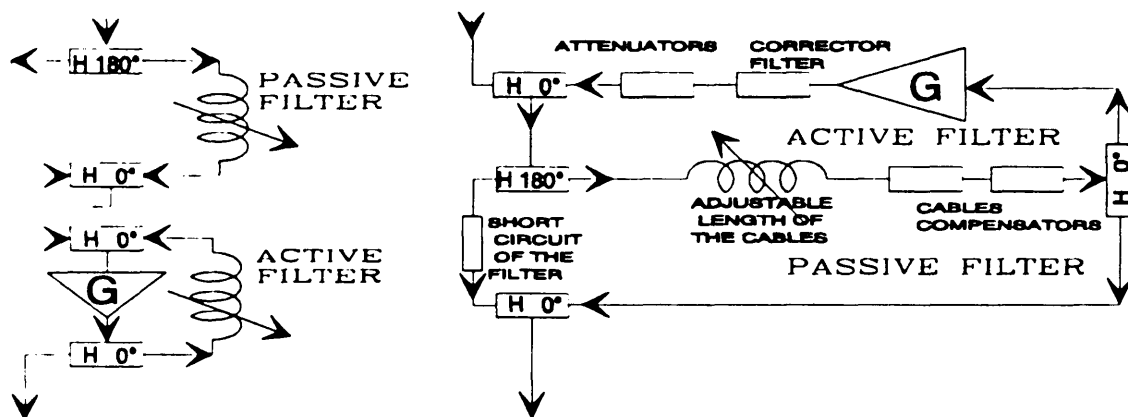 H 180°
PASSIVE
FILTER
H 0°
H 0°
ACTIVE
FILTER
G
H 0°
ATTENUATORS
CORRECTOR
FILTER
H 0°
G
ACTIVE FILTER
H 180°
H 0°
SHORT
CIRCUIT
OF THE
FILTER
ADJUSTABLE
LENGTH OF
THE CABLES
CABLES
COMPENSATORS
PASSIVE FILTER
H 0°